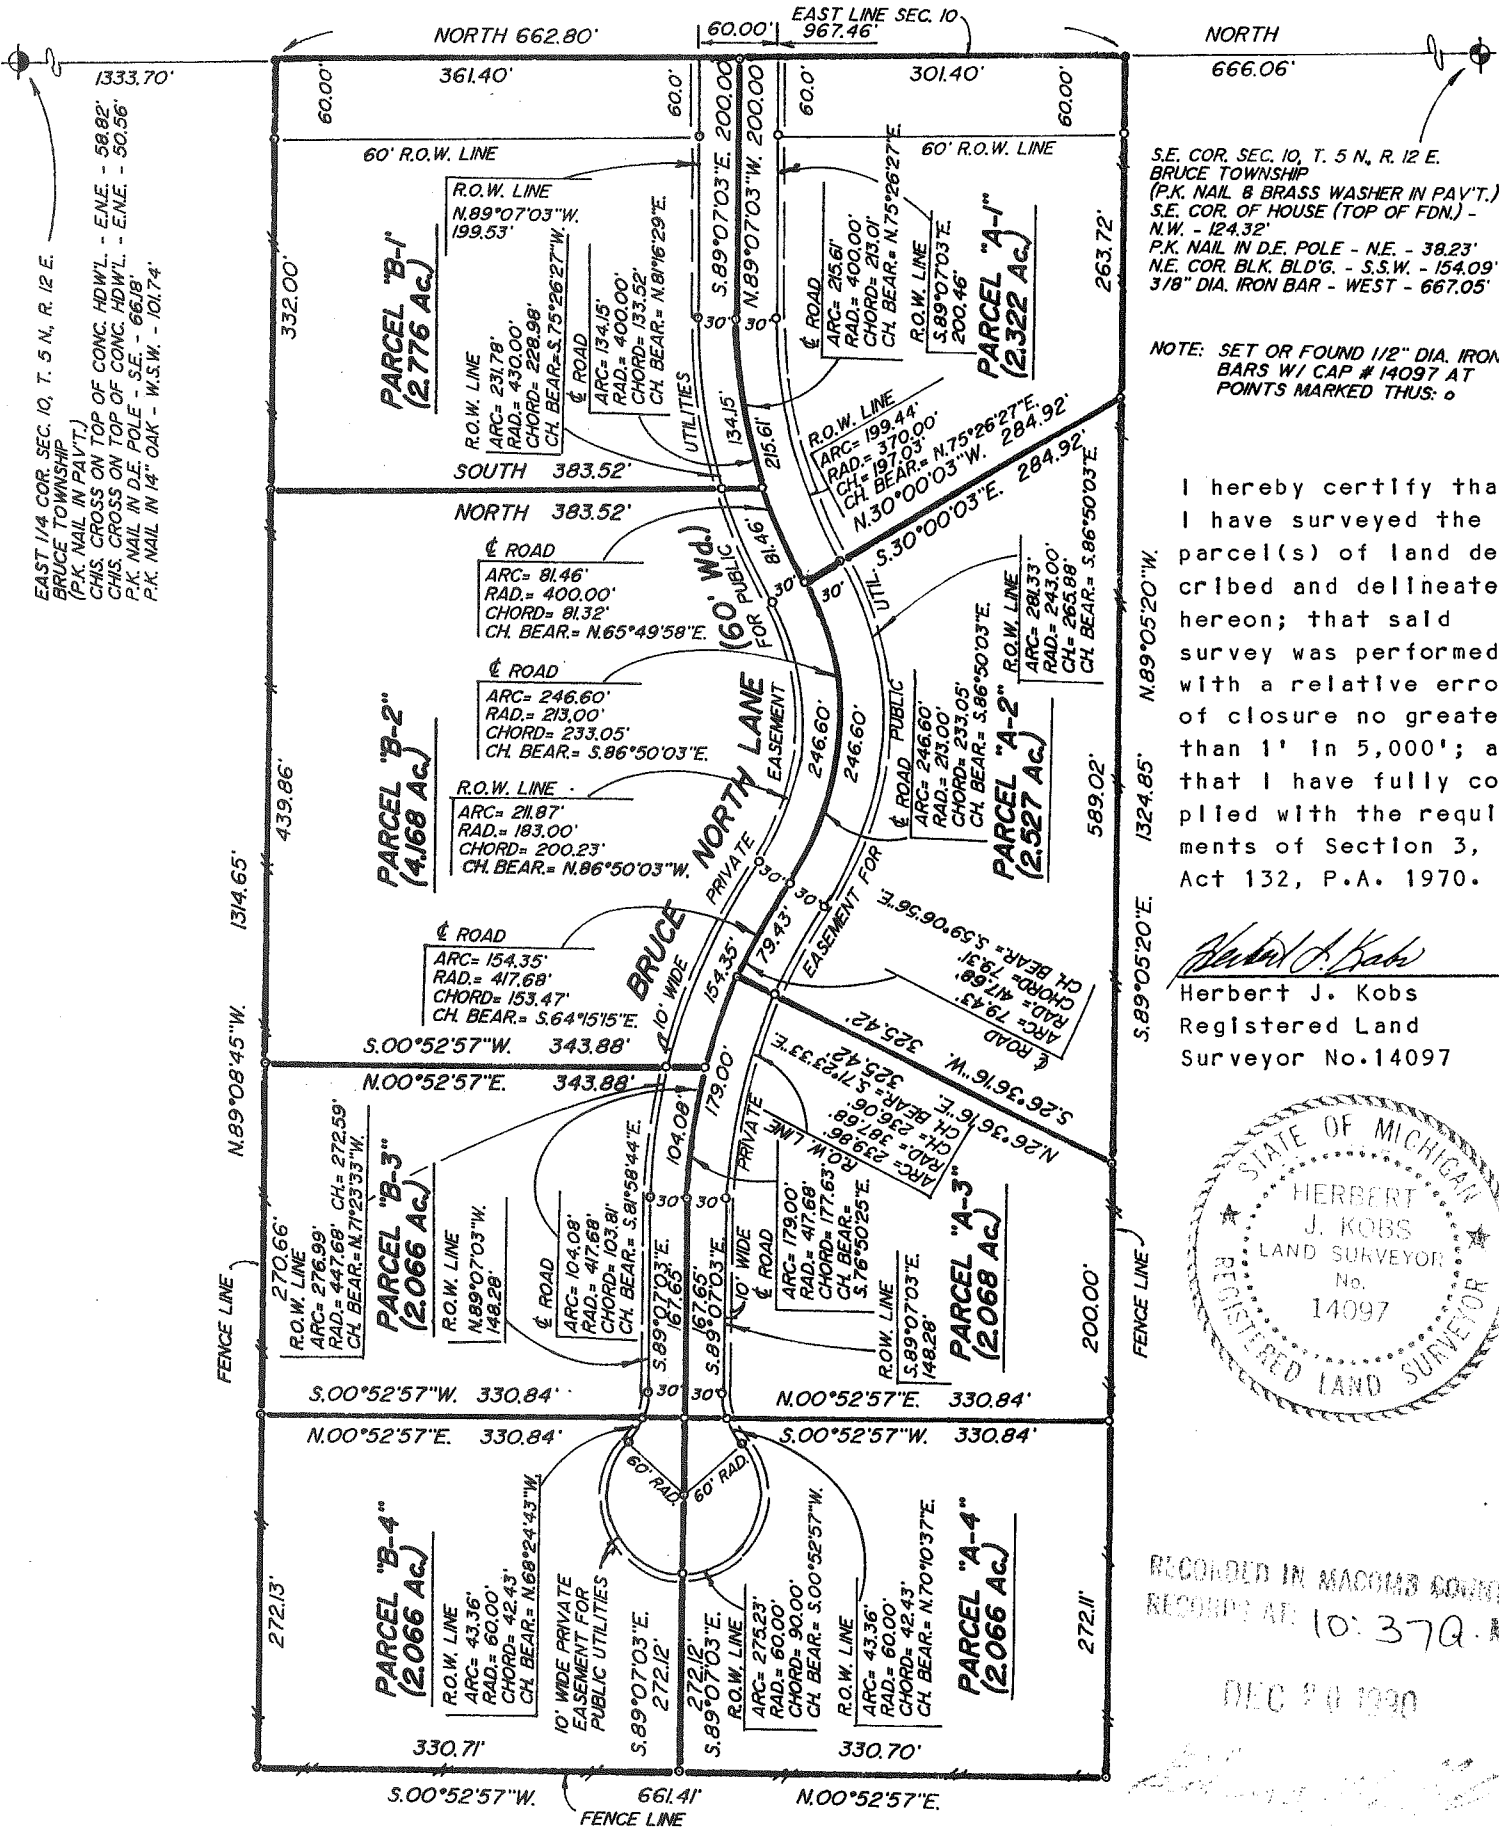 EAST LINE SEC. 10
NORTH 662.80'
60.00'
967.46'
NORTH
1333.70'
361.40'
301.40'
666.06'
60.00'
60.0'
S.89°07'03"E. 200.00
N.89°07'03"W. 200.00
60.0'
60.00'
60' R.O.W. LINE
60' R.O.W. LINE
EAST 1/4 COR. SEC. 10, T. 5 N., R. 12 E.
BRUCE TOWNSHIP
(P.K. NAIL IN PAV'T.)
CHIS. CROSS ON TOP OF CONC. HDW'L. - E.N.E. - 58.82'
CHIS. CROSS ON TOP OF CONC. HDW'L. - E.N.E. - 50.56'
P.K. NAIL IN D.E. POLE - S.E. - 66.18'
P.K. NAIL IN 14" OAK - W.S.W. - 101.74'
S.E. COR. SEC. 10, T. 5 N., R. 12 E.
BRUCE TOWNSHIP
(P.K. NAIL & BRASS WASHER IN PAV'T.)
S.E. COR. OF HOUSE (TOP OF FDN.) -
N.W. - 124.32'
P.K. NAIL IN D.E. POLE - N.E. - 38.23'
N.E. COR. BLK. BLD'G. - S.S.W. - 154.09'
3/8" DIA. IRON BAR - WEST - 667.05'
NOTE: SET OR FOUND 1/2" DIA. IRON
BARS W/ CAP # 14097 AT
POINTS MARKED THUS: o
332.00'
PARCEL "B-1"
(2.776 Ac.)
R.O.W. LINE
N.89°07'03"W.
199.53'
R.O.W. LINE
ARC= 231.78'
RAD.= 430.00'
CHORD= 228.98'
CH. BEAR.= S.75°26'27"W.
℄ ROAD
ARC= 134.15'
RAD.= 400.00'
CHORD= 133.52'
CH. BEAR.= N.81°16'29"E.
UTILITIES
30'
30'
134.15'
215.61'
℄ ROAD
ARC= 215.61'
RAD.= 400.00'
CHORD= 213.01'
CH. BEAR.= N.75°26'27"E.
R.O.W. LINE
S.89°07'03"E.
200.46'
PARCEL "A-1"
(2.322 Ac.)
263.72'
R.O.W. LINE
ARC= 199.44'
RAD.= 370.00'
CH.= 197.03'
CH. BEAR.= N.75°26'27"E.
N.30°00'03"W. 284.92'
S.30°00'03"E. 284.92'
SOUTH 383.52'
NORTH 383.52'
℄ ROAD
ARC= 81.46'
RAD.= 400.00'
CHORD= 81.32'
CH. BEAR.= N.65°49'58"E.
81.46'
30'
30'
(60' Wd.)
FOR PUBLIC
UTIL.
℄ ROAD
ARC= 246.60'
RAD.= 213.00'
CHORD= 233.05'
CH. BEAR.= S.86°50'03"E.
R.O.W. LINE
ARC= 281.33'
RAD.= 243.00'
CH.= 265.88'
CH. BEAR.= S.86°50'03"E.
439.86'
PARCEL "B-2"
(4.168 Ac.)
R.O.W. LINE
ARC= 211.87'
RAD.= 183.00'
CHORD= 200.23'
CH. BEAR.= N.86°50'03"W.
BRUCE NORTH LANE
EASEMENT
10' WIDE PRIVATE
246.60'
246.60'
PUBLIC
℄ ROAD
ARC= 246.60'
RAD.= 213.00'
CHORD= 233.05'
CH. BEAR.= S.86°50'03"E.
PARCEL "A-2"
(2.527 Ac.)
589.02'
N.89°05'20"W. 1324.85'
S.89°05'20"E.
I hereby certify tha
I have surveyed the
parcel(s) of land de
cribed and delineate
hereon; that said
survey was performed
with a relative erro
of closure no greate
than 1' in 5,000'; a
that I have fully co
plied with the requi
ments of Section 3,
Act 132, P.A. 1970.
Herbert J. Kobs
Herbert J. Kobs
Registered Land
Surveyor No.14097
1314.65'
N.89°08'45"W.
℄ ROAD
ARC= 154.35'
RAD.= 417.68'
CHORD= 153.47'
CH. BEAR.= S.64°15'15"E.
30'
30'
EASEMENT FOR
154.35'
79.43'
℄ ROAD
ARC= 79.43'
RAD.= 417.68'
CHORD= 79.31'
CH. BEAR.= S.59°06'56"E.
S.00°52'57"W. 343.88'
N.00°52'57"E. 343.88'
S.26°36'16"W. 325.42'
N.26°36'16"E. 325.42'
R.O.W. LINE
ARC= 239.86'
RAD.= 387.68'
CH.= 236.06'
CH. BEAR.= S.71°23'33"E.
FENCE LINE
270.66'
R.O.W. LINE
ARC= 276.99'
RAD.= 447.68' CH.= 272.59'
CH. BEAR.= N.71°23'33"W.
PARCEL "B-3"
(2.066 Ac.)
R.O.W. LINE
N.89°07'03"W.
148.28'
℄ ROAD
ARC= 104.08'
RAD.= 417.68'
CHORD= 103.81'
CH. BEAR.= S.81°58'44"E.
104.08'
179.00'
PRIVATE
10' WIDE
30'
30'
S.89°07'03"E.
167.65'
167.65'
S.89°07'03"E.
℄ ROAD
ARC= 179.00'
RAD.= 417.68'
CHORD= 177.63'
CH. BEAR.=
S.76°50'25"E.
R.O.W. LINE
S.89°07'03"E.
148.28'
PARCEL "A-3"
(2.068 Ac.)
200.00'
FENCE LINE
STATE OF MICHIGAN
HERBERT
J. KOBS
LAND SURVEYOR
No.
14097
REGISTERED LAND SURVEYOR
S.00°52'57"W. 330.84'
30'
30'
N.00°52'57"E. 330.84'
N.00°52'57"E. 330.84'
S.00°52'57"W. 330.84'
60' RAD.
60' RAD.
272.13'
PARCEL "B-4"
(2.066 Ac.)
R.O.W. LINE
ARC= 43.36'
RAD.= 60.00'
CHORD= 42.43'
CH. BEAR.= N.68°24'43"W.
10' WIDE PRIVATE
EASEMENT FOR
PUBLIC UTILITIES
S.89°07'03"E.
272.12'
272.12'
S.89°07'03"E.
R.O.W. LINE
ARC= 275.23'
RAD.= 60.00'
CHORD= 90.00'
CH. BEAR.= S.00°52'57"W.
R.O.W. LINE
ARC= 43.36'
RAD.= 60.00'
CHORD= 42.43'
CH. BEAR.= N.70°10'37"E.
PARCEL "A-4"
(2.066 Ac.)
272.11'
RECORDED IN MACOMB COUNT
RECORDS AT: 10:37 A.M
DEC 20 1990
330.71'
330.70'
S.00°52'57"W.
661.41'
N.00°52'57"E.
FENCE LINE